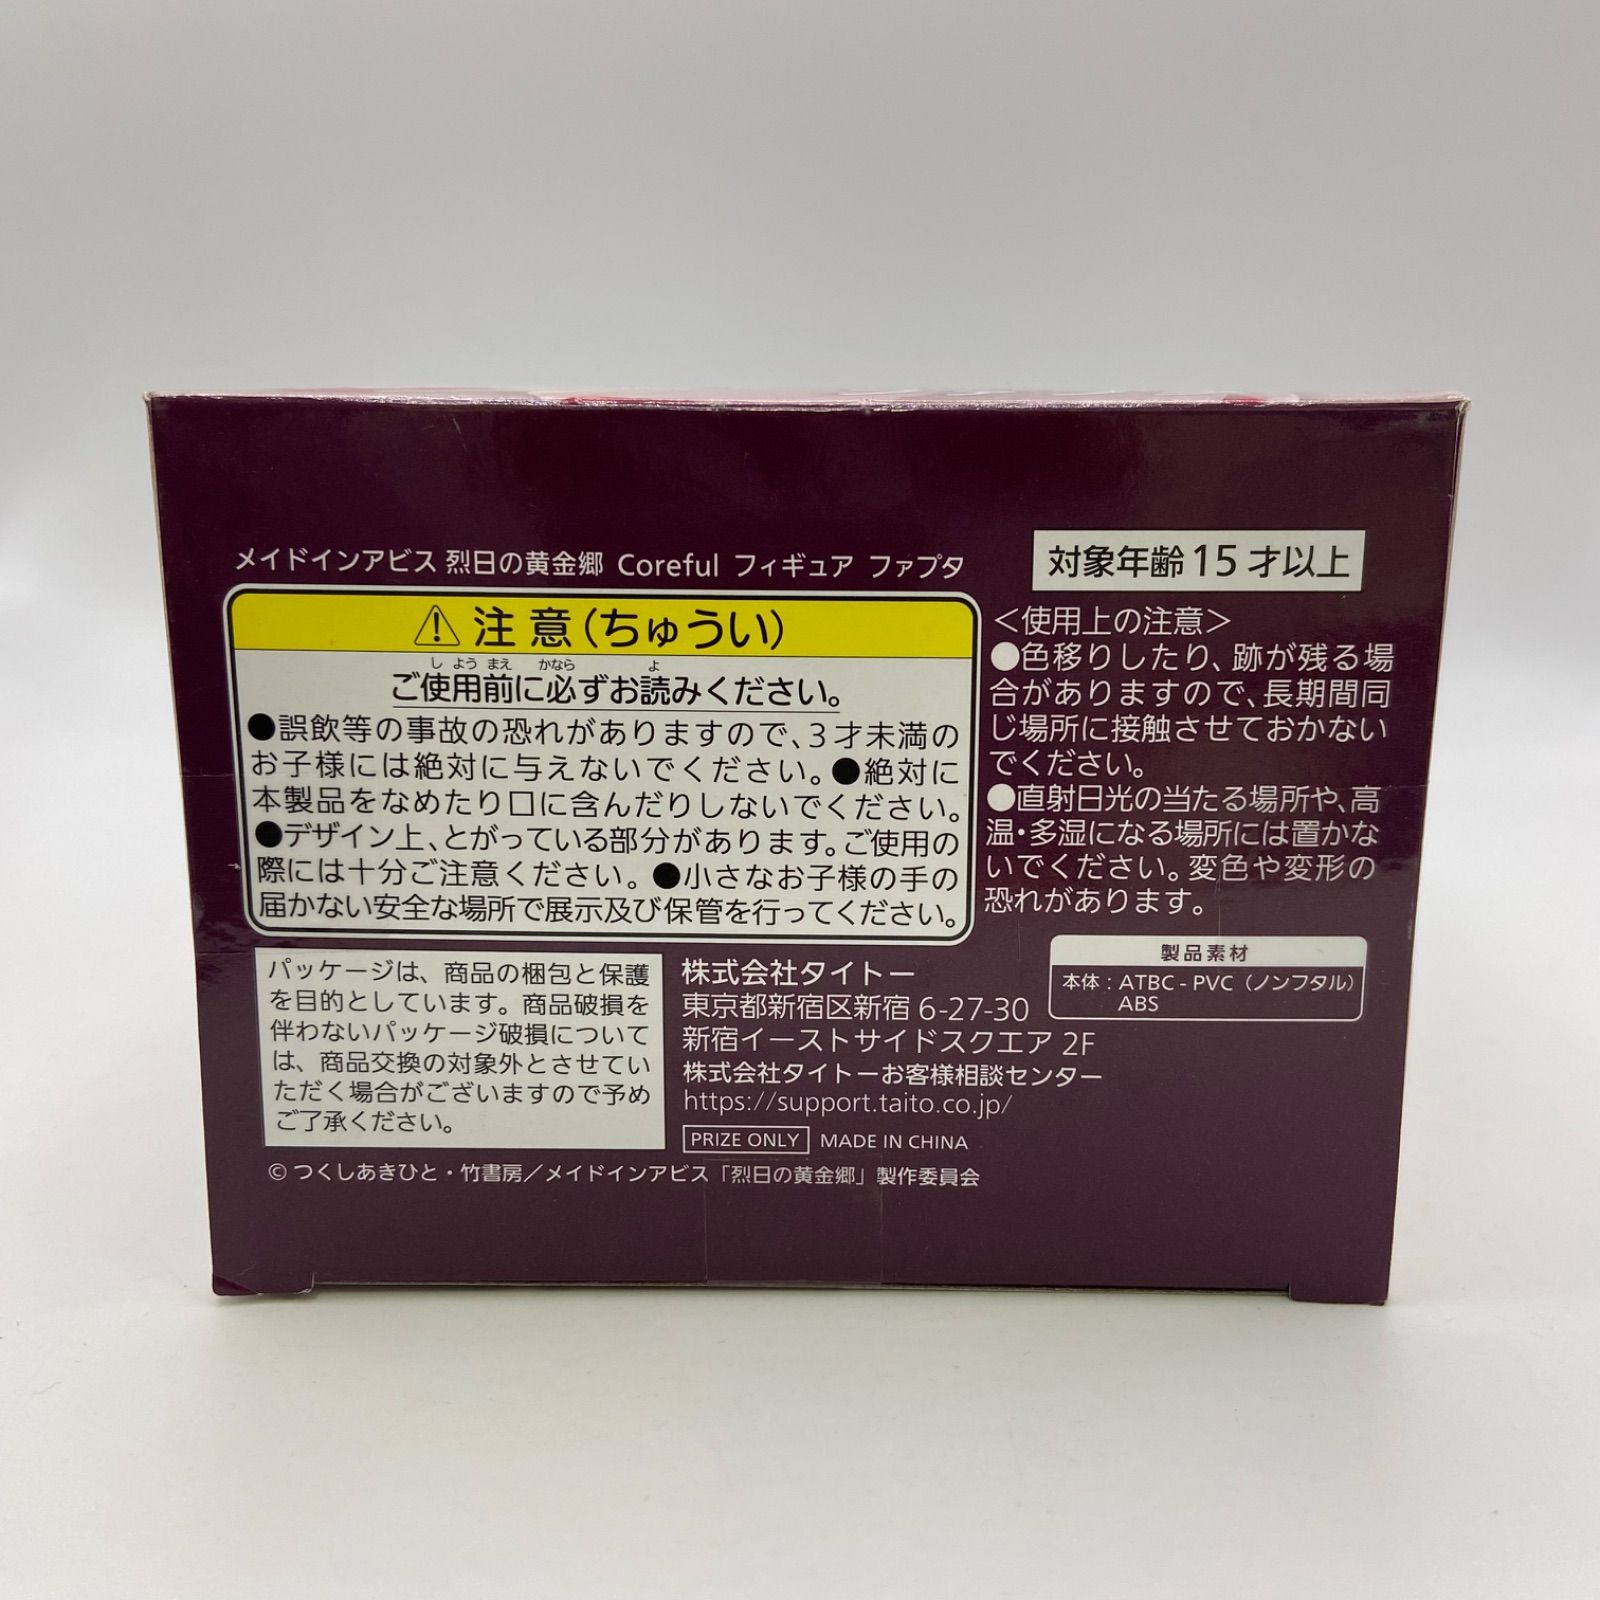 メイドインアビス 烈日の黄金郷 Coreful フィギュア ファプタ
対象年齢 15 才以上
⚠ 注 意 (ちゅうい)
し よう まえ かなら よ
ご使用前に必ずお読みください。
●誤飲等の事故の恐れがありますので、3才未満の
お子様には絶対に与えないでください。●絶対に
本製品をなめたり口に含んだりしないでください。
●デザイン上、とがっている部分があります。ご使用の
際には十分ご注意ください。●小さなお子様の手の
届かない安全な場所で展示及び保管を行ってください。
＜使用上の注意＞
●色移りしたり、跡が残る場
合がありますので、長期間同
じ場所に接触させておかない
でください。
●直射日光の当たる場所や、高
温・多湿になる場所には置かな
いでください。変色や変形の
恐れがあります。
製品素材
本体 : ATBC - PVC（ノンフタル）
ABS
パッケージは、商品の梱包と保護
を目的としています。商品破損を
伴わないパッケージ破損について
は、商品交換の対象外とさせてい
ただく場合がございますので予め
ご了承ください。
株式会社タイトー
東京都新宿区新宿 6-27-30
新宿イーストサイドスクエア 2F
株式会社タイトーお客様相談センター
https://support.taito.co.jp/
PRIZE ONLY MADE IN CHINA
© つくしあきひと・竹書房／メイドインアビス「烈日の黄金郷」製作委員会